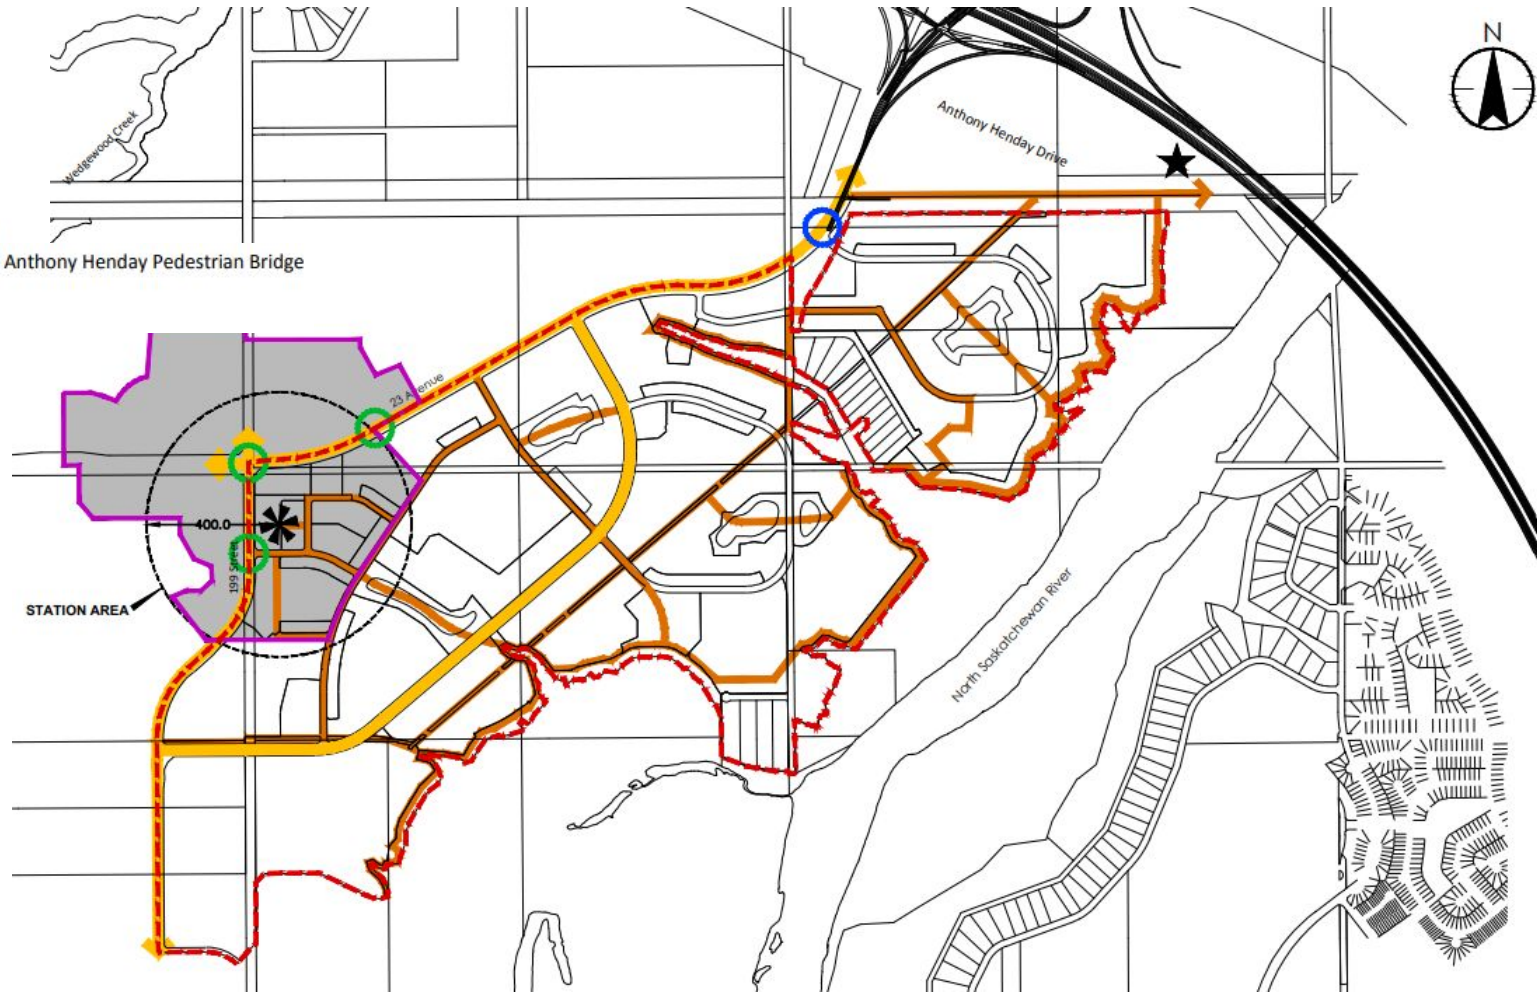 N
Anthony Henday Drive
Wedgewood Creek
Anthony Henday Pedestrian Bridge
23 Avenue
400.0
199 Street
STATION AREA
North Saskatchewan River